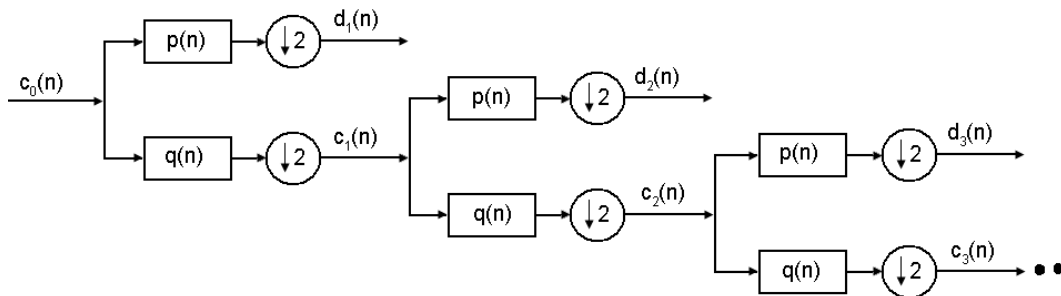 d₁(n)
p(n)
↓2
c₀(n)
d₂(n)
p(n)
↓2
c₁(n)
q(n)
↓2
d₃(n)
p(n)
↓2
c₂(n)
q(n)
↓2
c₃(n)
q(n)
↓2